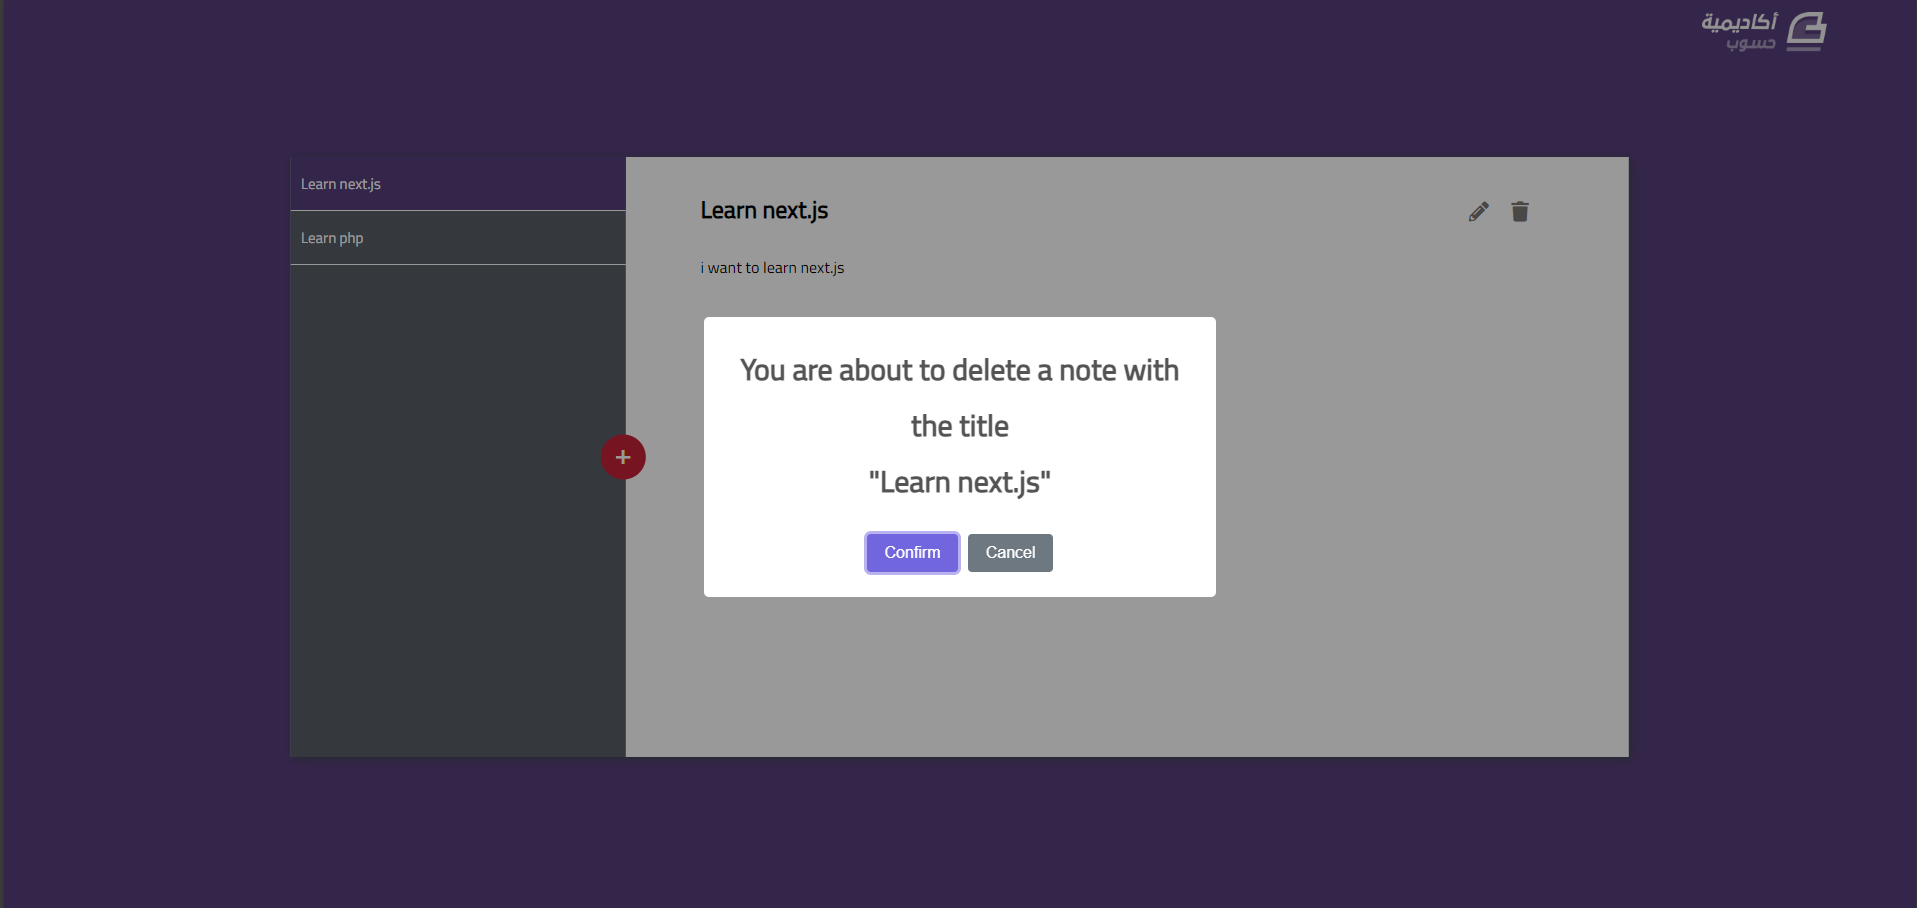 أكاديمية
حسوب
Learn next.js
Learn php
Learn next.js
i want to learn next.js
+
You are about to delete a note with
the title
"Learn next.js"
Confirm
Cancel